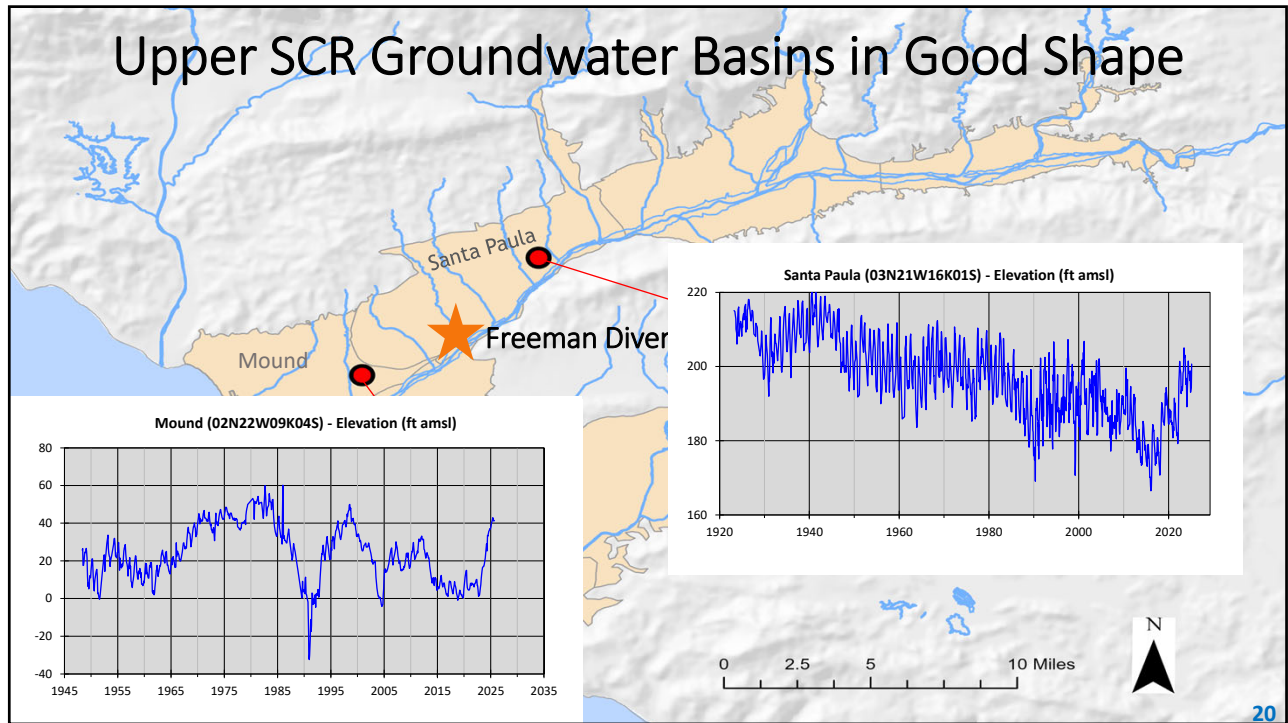 Upper SCR Groundwater Basins in Good Shape
Santa Paula
Freeman Diver
Mound
Santa Paula (03N21W16K01S) - Elevation (ft amsl)
220
200
180
160
1920 1940 1960 1980 2000 2020
Mound (02N22W09K04S) - Elevation (ft amsl)
80
60
40
20
0
-20
-40
1945 1955 1965 1975 1985 1995 2005 2015 2025 2035
N
0 2.5 5 10 Miles
20